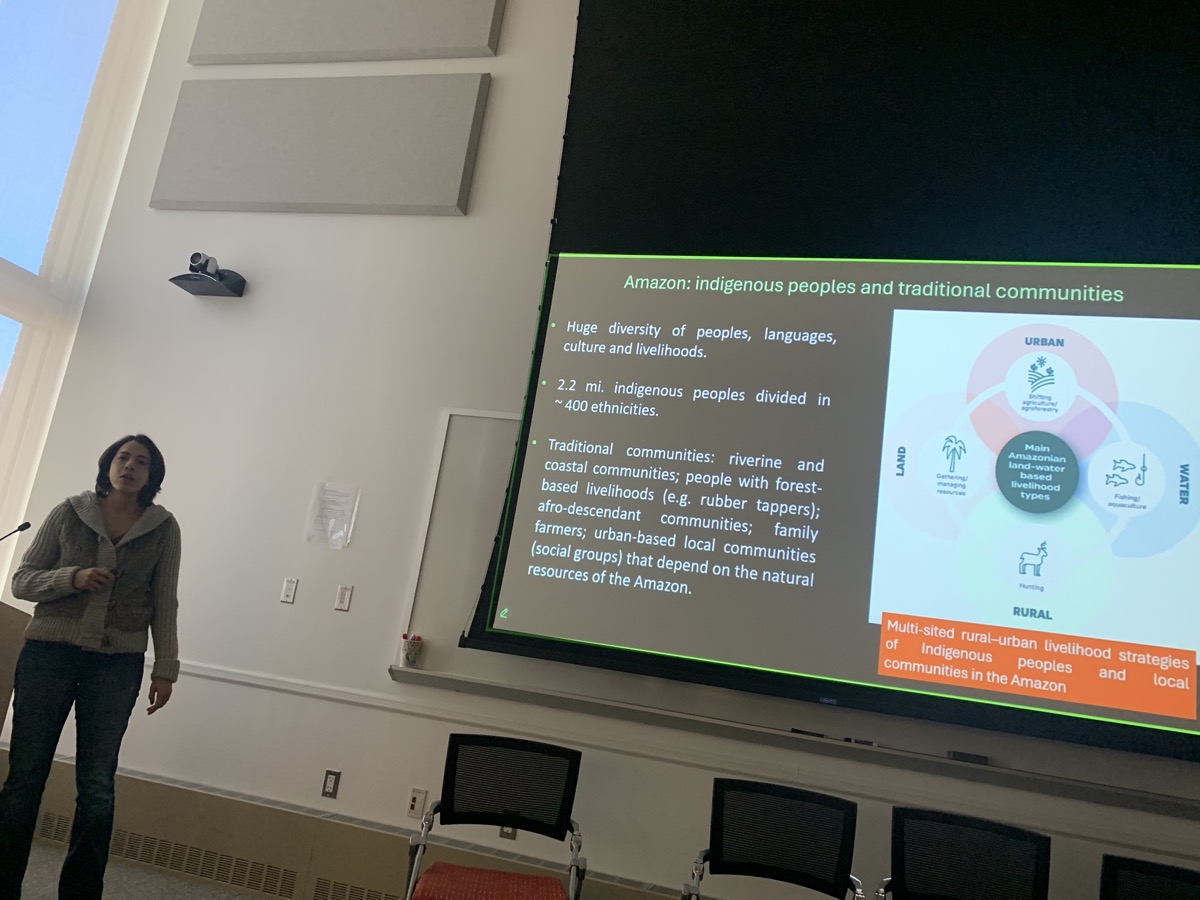 Amazon: indigenous peoples and traditional communities
• Huge diversity of peoples, languages,
culture and livelihoods.
• 2.2 mi. indigenous peoples divided in
~ 400 ethnicities.
• Traditional communities: riverine and
coastal communities; people with forest-
based livelihoods (e.g. rubber tappers);
afro-descendant communities; family
farmers; urban-based local communities
(social groups) that depend on the natural
resources of the Amazon.
URBAN
Shifting
agriculture/
agroforestry
LAND
Gathering/
managing
resources
Main
Amazonian
land-water
based
livelihood
types
Fishing/
aquaculture
WATER
Hunting
RURAL
Multi-sited rural–urban livelihood strategies
of Indigenous peoples and local
communities in the Amazon